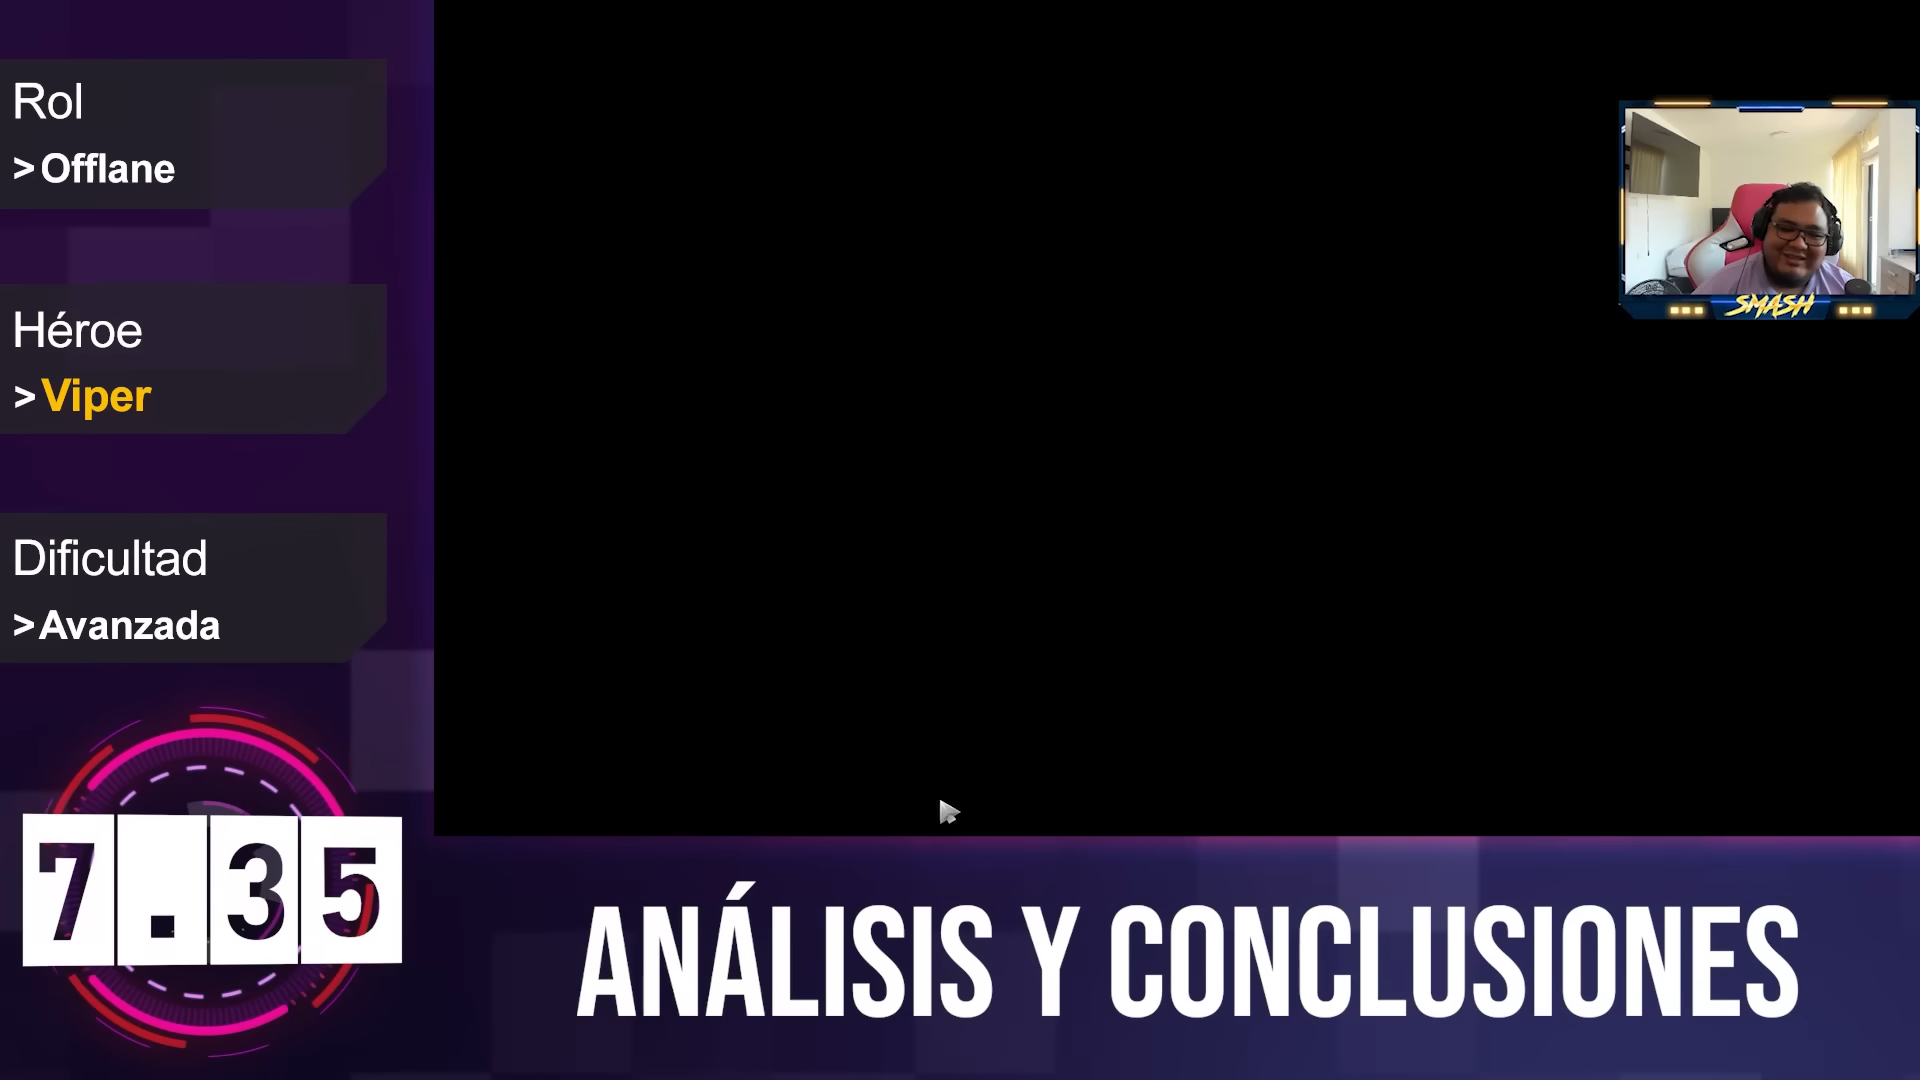 Rol
>Offlane
Héroe
>Viper
Dificultad
>Avanzada
7.35
SMASH
ANÁLISIS Y CONCLUSIONES